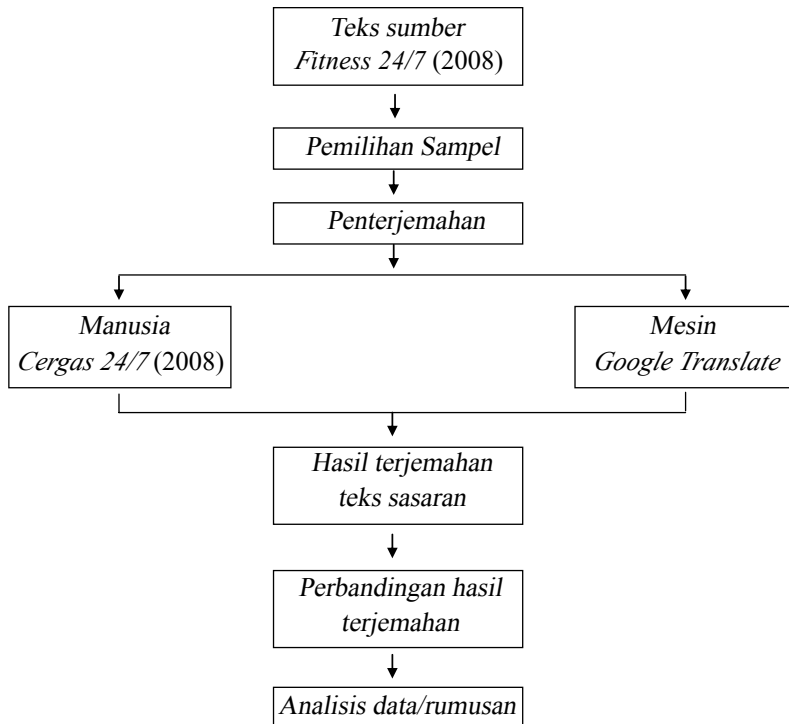 Teks sumber
Fitness 24/7 (2008)
Pemilihan Sampel
Penterjemahan
Manusia
Cergas 24/7 (2008)
Mesin
Google Translate
Hasil terjemahan
teks sasaran
Perbandingan hasil
terjemahan
Analisis data/rumusan